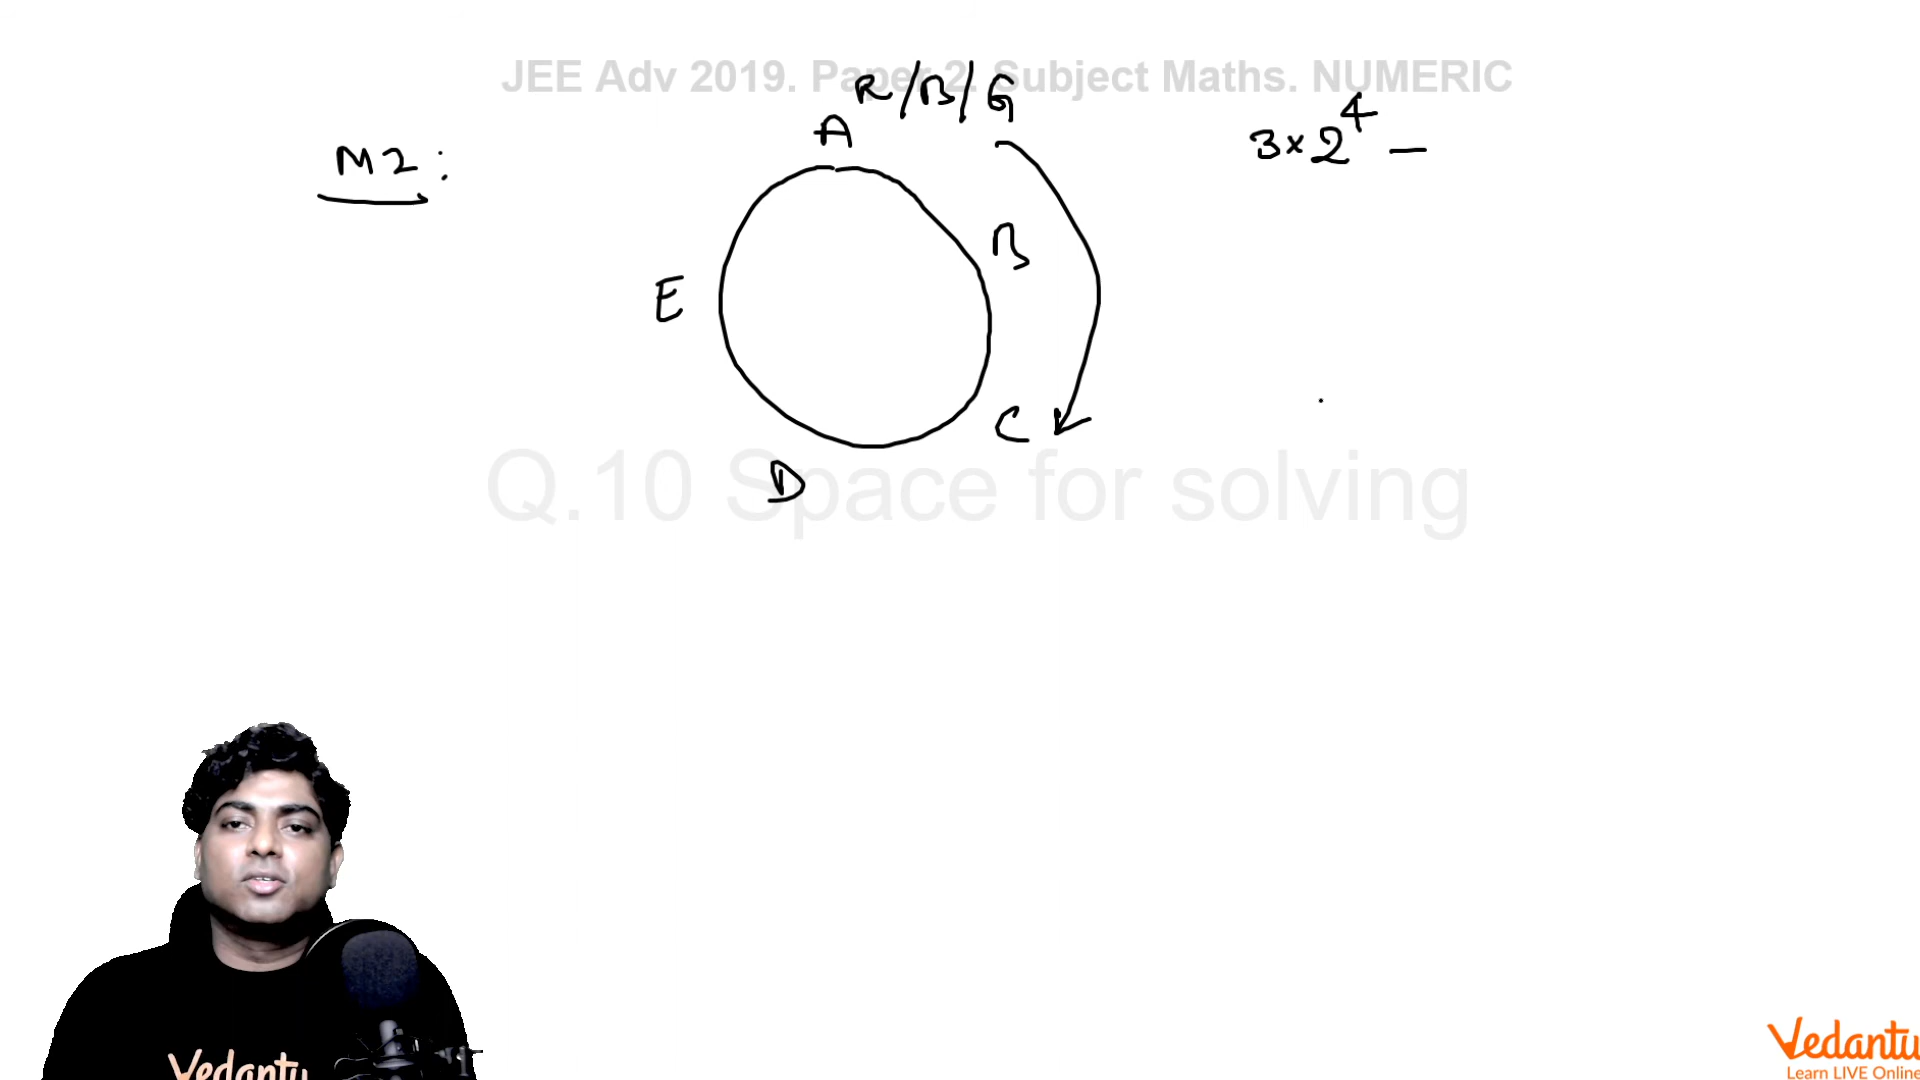 JEE Adv 2019. Paper 2. Subject Maths. NUMERIC
R/B/G
A
3×2⁴ –
M2:
B
E
C
Q.10 Space for solving
D
Vedantu
Vedantu
Learn LIVE Online